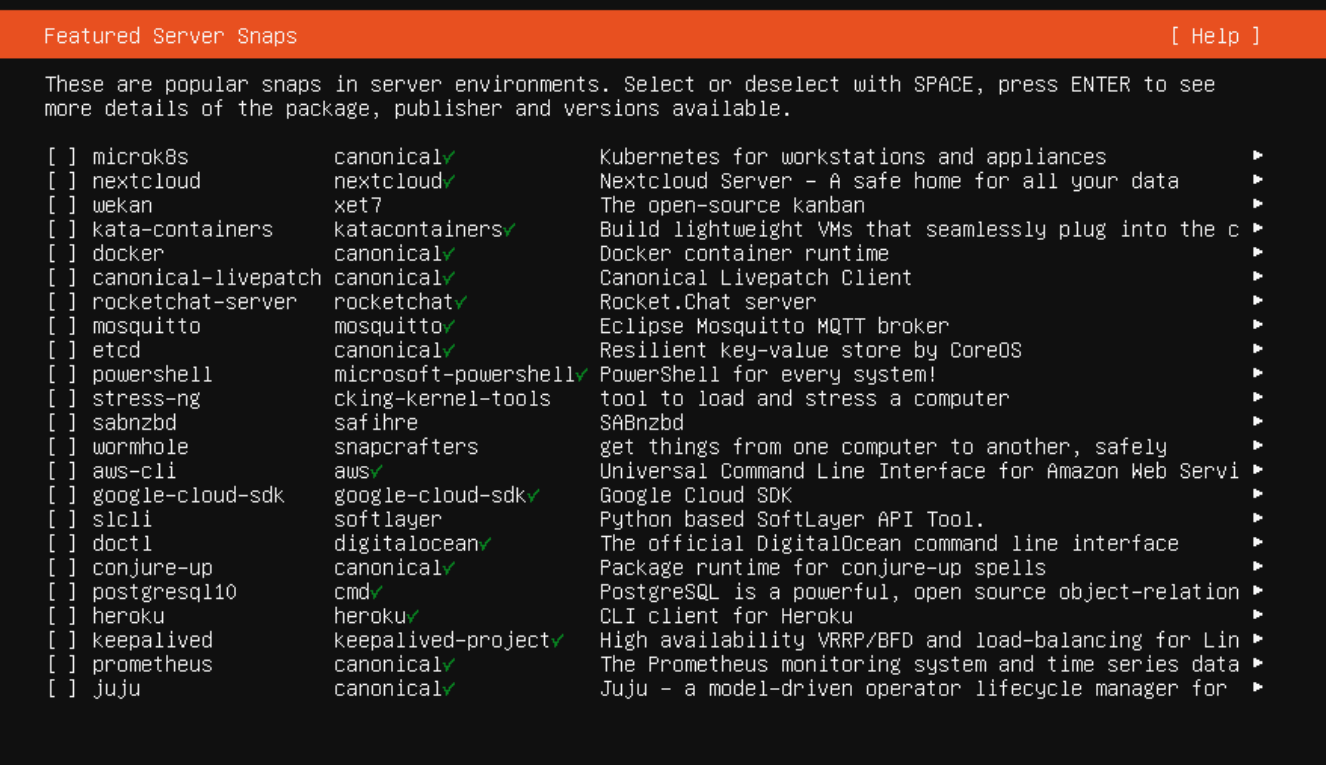 Featured Server Snaps [ Help ]
These are popular snaps in server environments. Select or deselect with SPACE, press ENTER to see
more details of the package, publisher and versions available.
[ ] microk8s canonical✓ Kubernetes for workstations and appliances ▸
[ ] nextcloud nextcloud✓ Nextcloud Server - A safe home for all your data ▸
[ ] wekan xet7 The open-source kanban ▸
[ ] kata-containers katacontainers✓ Build lightweight VMs that seamlessly plug into the c ▸
[ ] docker canonical✓ Docker container runtime ▸
[ ] canonical-livepatch canonical✓ Canonical Livepatch Client ▸
[ ] rocketchat-server rocketchat✓ Rocket.Chat server ▸
[ ] mosquitto mosquitto✓ Eclipse Mosquitto MQTT broker ▸
[ ] etcd canonical✓ Resilient key-value store by CoreOS ▸
[ ] powershell microsoft-powershell✓ PowerShell for every system! ▸
[ ] stress-ng cking-kernel-tools tool to load and stress a computer ▸
[ ] sabnzbd safihre SABnzbd ▸
[ ] wormhole snapcrafters get things from one computer to another, safely ▸
[ ] aws-cli aws✓ Universal Command Line Interface for Amazon Web Servi ▸
[ ] google-cloud-sdk google-cloud-sdk✓ Google Cloud SDK ▸
[ ] slcli softlayer Python based SoftLayer API Tool. ▸
[ ] doctl digitalocean✓ The official DigitalOcean command line interface ▸
[ ] conjure-up canonical✓ Package runtime for conjure-up spells ▸
[ ] postgresql10 cmd✓ PostgreSQL is a powerful, open source object-relation ▸
[ ] heroku heroku✓ CLI client for Heroku ▸
[ ] keepalived keepalived-project✓ High availability VRRP/BFD and load-balancing for Lin ▸
[ ] prometheus canonical✓ The Prometheus monitoring system and time series data ▸
[ ] juju canonical✓ Juju - a model-driven operator lifecycle manager for ▸